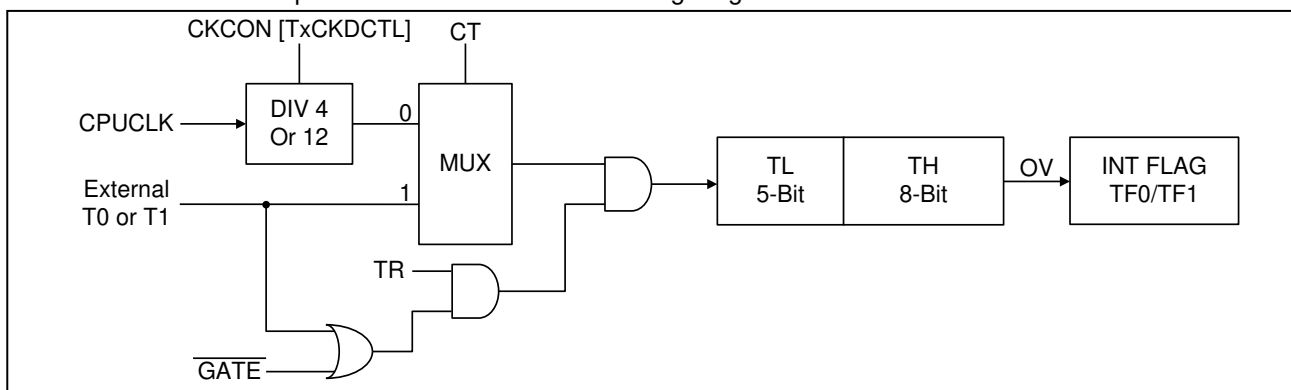 CKCON [TxCKDCTL]
CT
CPUCLK
DIV 4
Or 12
0
MUX
External
T0 or T1
1
TR
GATE
TL
5-Bit
TH
8-Bit
OV
INT FLAG
TF0/TF1